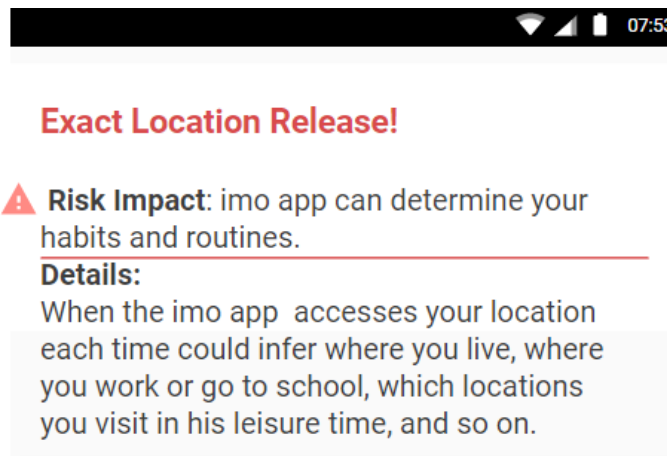 07:53
Exact Location Release!
Risk Impact: imo app can determine your
habits and routines.
Details:
When the imo app  accesses your location
each time could infer where you live, where
you work or go to school, which locations
you visit in his leisure time, and so on.